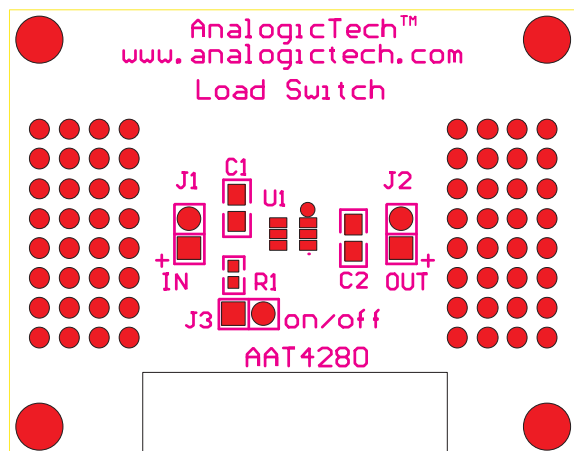 AnalogicTech™
www.analogictech.com
Load Switch
C1
J1
U1
J2
+
IN
R1
C2
OUT
+
J3
on/off
AAT4280